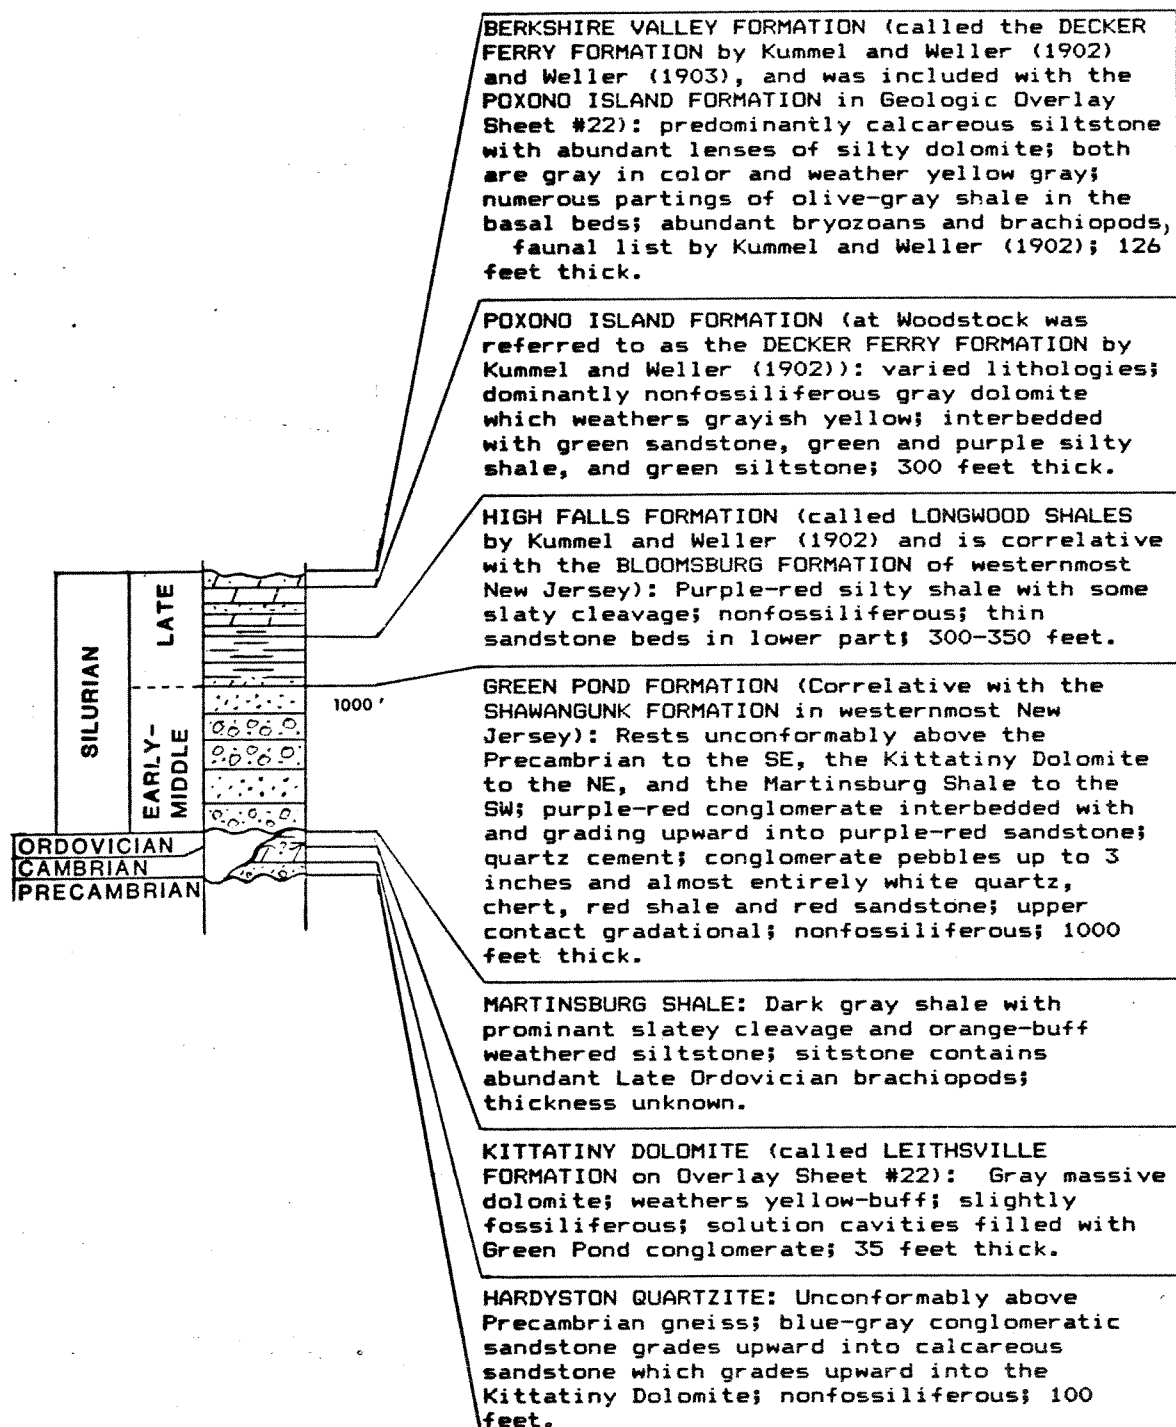 BERKSHIRE VALLEY FORMATION (called the DECKER
FERRY FORMATION by Kummel and Weller (1902)
and Weller (1903), and was included with the
POXONO ISLAND FORMATION in Geologic Overlay
Sheet #22): predominantly calcareous siltstone
with abundant lenses of silty dolomite; both
are gray in color and weather yellow gray;
numerous partings of olive-gray shale in the
basal beds; abundant bryozoans and brachiopods,
faunal list by Kummel and Weller (1902); 126
feet thick.
POXONO ISLAND FORMATION (at Woodstock was
referred to as the DECKER FERRY FORMATION by
Kummel and Weller (1902)): varied lithologies;
dominantly nonfossiliferous gray dolomite
which weathers grayish yellow; interbedded
with green sandstone, green and purple silty
shale, and green siltstone; 300 feet thick.
HIGH FALLS FORMATION (called LONGWOOD SHALES
by Kummel and Weller (1902) and is correlative
with the BLOOMSBURG FORMATION of westernmost
New Jersey): Purple-red silty shale with some
slaty cleavage; nonfossiliferous; thin
sandstone beds in lower part; 300-350 feet.
GREEN POND FORMATION (Correlative with the
SHAWANGUNK FORMATION in westernmost New
Jersey): Rests unconformably above the
Precambrian to the SE, the Kittatiny Dolomite
to the NE, and the Martinsburg Shale to the
SW; purple-red conglomerate interbedded with
and grading upward into purple-red sandstone;
quartz cement; conglomerate pebbles up to 3
inches and almost entirely white quartz,
chert, red shale and red sandstone; upper
contact gradational; nonfossiliferous; 1000
feet thick.
MARTINSBURG SHALE: Dark gray shale with
prominant slatey cleavage and orange-buff
weathered siltstone; sitstone contains
abundant Late Ordovician brachiopods;
thickness unknown.
KITTATINY DOLOMITE (called LEITHSVILLE
FORMATION on Overlay Sheet #22): Gray massive
dolomite; weathers yellow-buff; slightly
fossiliferous; solution cavities filled with
Green Pond conglomerate; 35 feet thick.
HARDYSTON QUARTZITE: Unconformably above
Precambrian gneiss; blue-gray conglomeratic
sandstone grades upward into calcareous
sandstone which grades upward into the
Kittatiny Dolomite; nonfossiliferous; 100
feet.
SILURIAN
LATE
EARLY-
MIDDLE
1000'
ORDOVICIAN
CAMBRIAN
PRECAMBRIAN